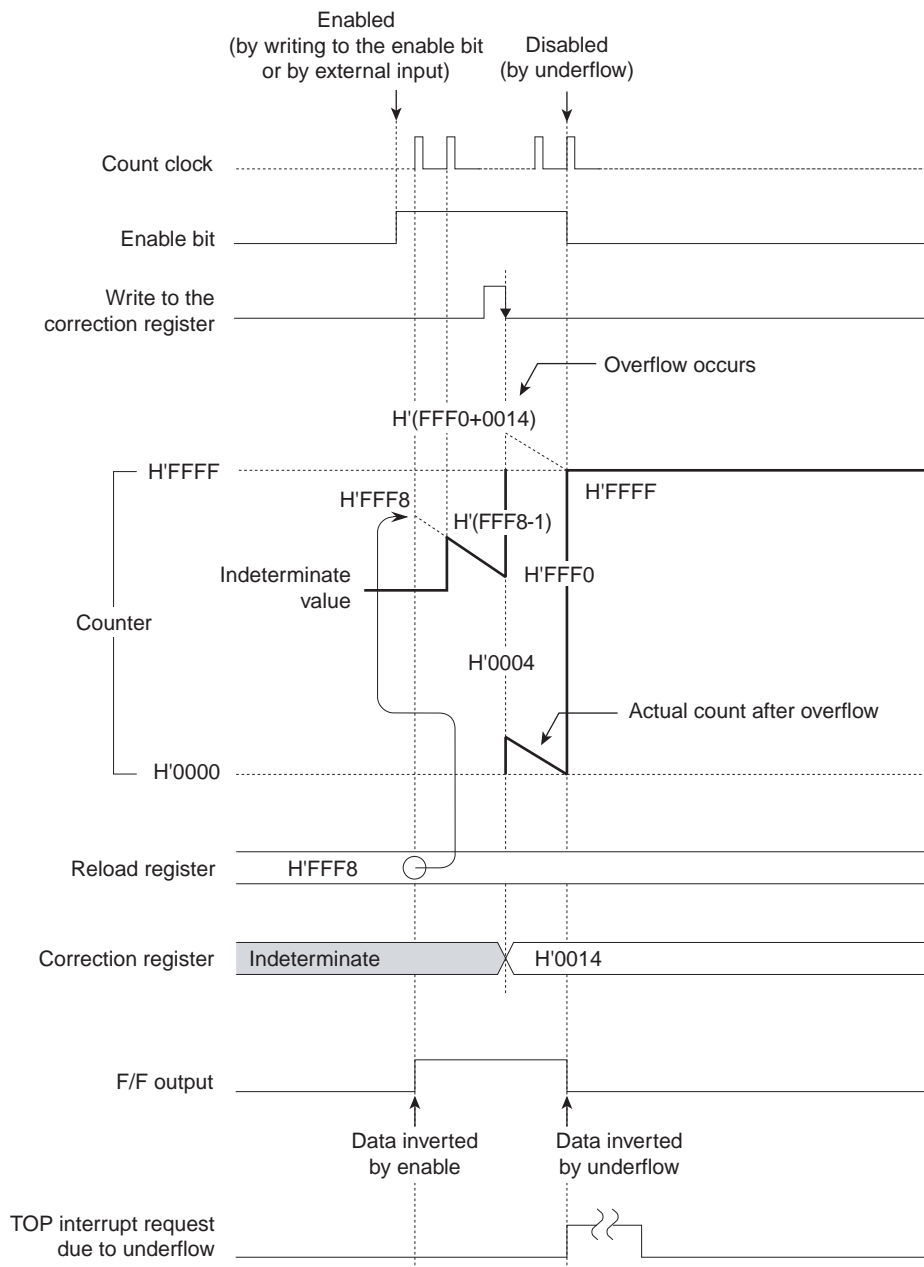 Enabled
(by writing to the enable bit
or by external input)
Disabled
(by underflow)
Count clock
Enable bit
Write to the
correction register
Overflow occurs
H'(FFF0+0014)
H'FFFF
H'FFF8
H'FFFF
H'(FFF8-1)
Indeterminate
value
H'FFF0
Counter
H'0004
Actual count after overflow
H'0000
Reload register
H'FFF8
Correction register
Indeterminate
H'0014
F/F output
Data inverted
by enable
Data inverted
by underflow
TOP interrupt request
due to underflow